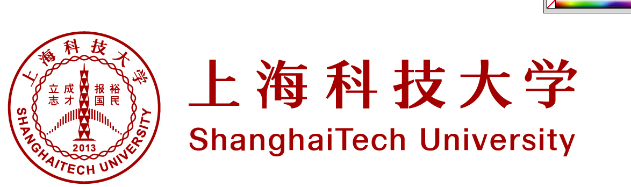 上海科技大学
立志 成才 报国 裕民
2013
SHANGHAITECH UNIVERSITY
上海科技大学
ShanghaiTech University